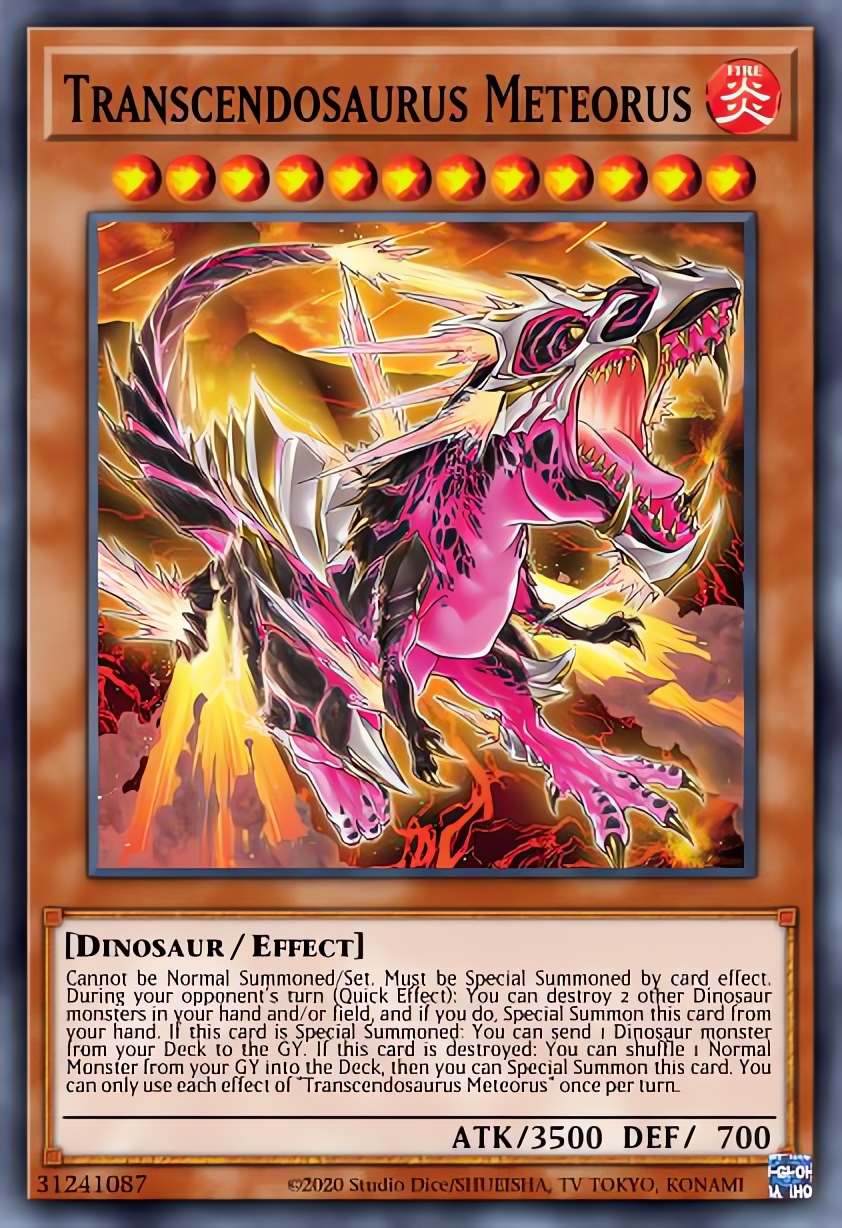 TRANSCENDOSAURUS METEORUS
FIRE
炎
[DINOSAUR / EFFECT]
Cannot be Normal Summoned/Set. Must be Special Summoned by card effect.
During your opponent's turn (Quick Effect): You can destroy 2 other Dinosaur
monsters in your hand and/or field, and if you do, Special Summon this card from
your hand. If this card is Special Summoned: You can send 1 Dinosaur monster
from your Deck to the GY. If this card is destroyed: You can shuffle 1 Normal
Monster from your GY into the Deck, then you can Special Summon this card. You
can only use each effect of "Transcendosaurus Meteorus" once per turn.
ATK/3500 DEF/ 700
31241087
©2020 Studio Dice/SHUEISHA, TV TOKYO, KONAMI